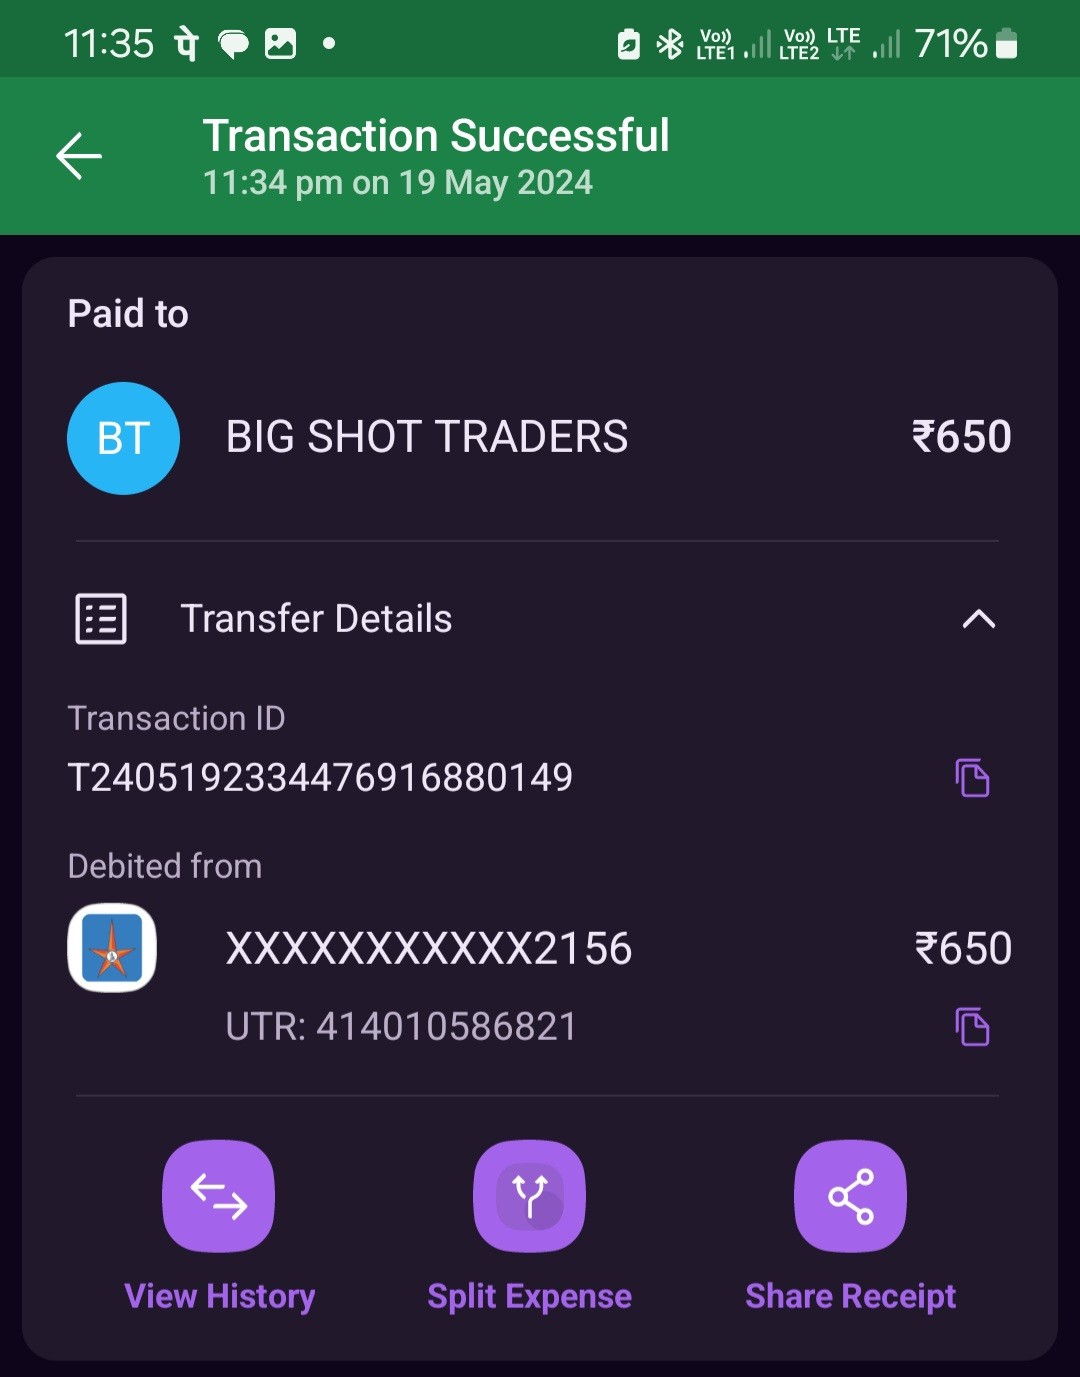 11:35 पे Vo)) LTE1 Vo)) LTE2 LTE 71%
Transaction Successful
11:34 pm on 19 May 2024
Paid to
BT BIG SHOT TRADERS ₹650
Transfer Details
Transaction ID
T2405192334476916880149
Debited from
XXXXXXXXXXX2156 ₹650
UTR: 414010586821
View History Split Expense Share Receipt